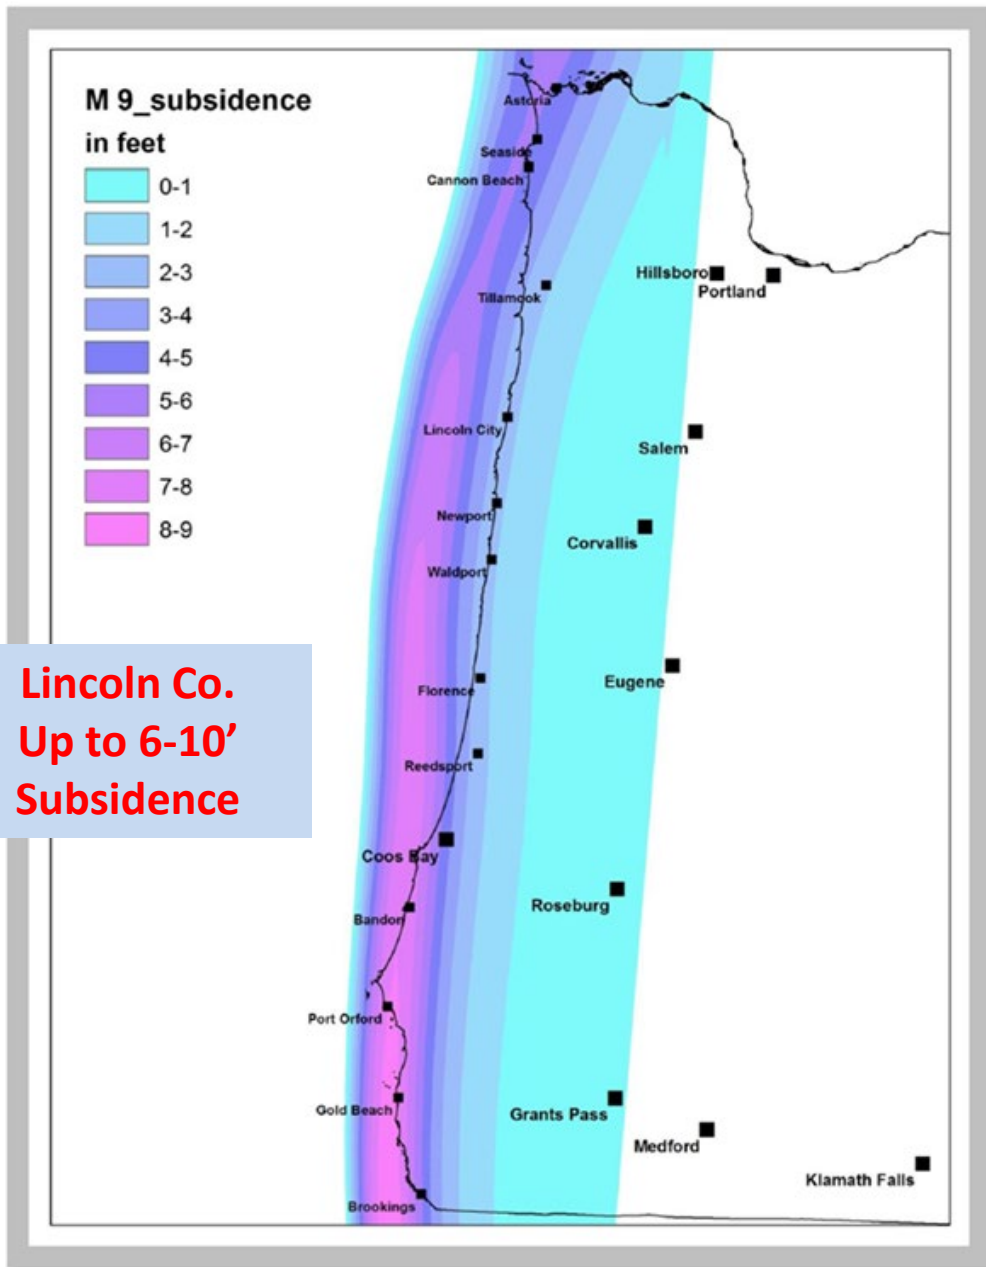 M 9_subsidence
in feet
0-1
1-2
2-3
3-4
4-5
5-6
6-7
7-8
8-9
Astoria
Seaside
Cannon Beach
Hillsboro
Portland
Tillamook
Lincoln City
Salem
Newport
Corvallis
Waldport
Lincoln Co.
Up to 6-10’
Subsidence
Eugene
Florence
Reedsport
Coos Bay
Roseburg
Bandon
Port Orford
Gold Beach
Grants Pass
Medford
Klamath Falls
Brookings